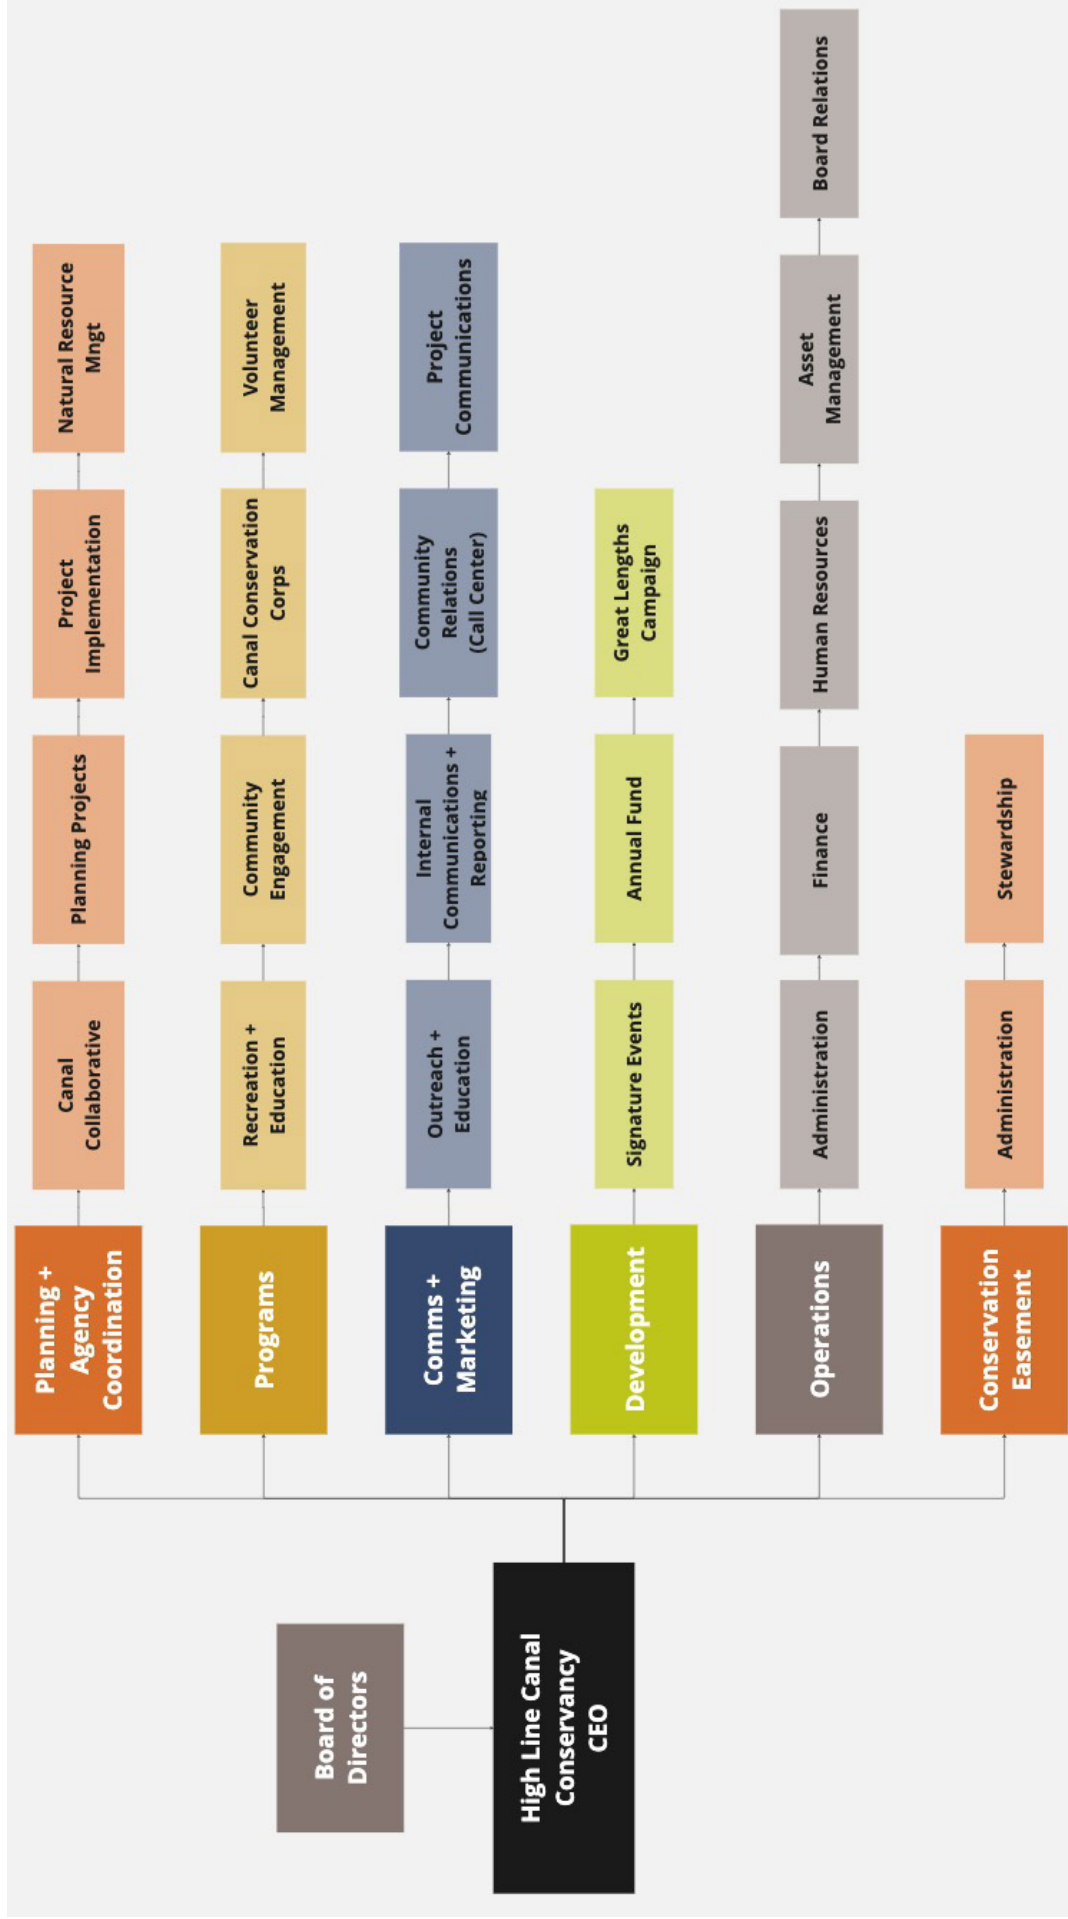 Board of
Directors
High Line Canal
Conservancy
CEO
Planning +
Agency
Coordination
Canal
Collaborative
Planning Projects
Project
Implementation
Natural Resource
Mngt
Programs
Recreation +
Education
Community
Engagement
Canal Conservation
Corps
Volunteer
Management
Comms +
Marketing
Outreach +
Education
Internal
Communications +
Reporting
Community
Relations
(Call Center)
Project
Communications
Development
Signature Events
Annual Fund
Great Lengths
Campaign
Operations
Administration
Finance
Human Resources
Asset
Management
Board Relations
Conservation
Easement
Administration
Stewardship